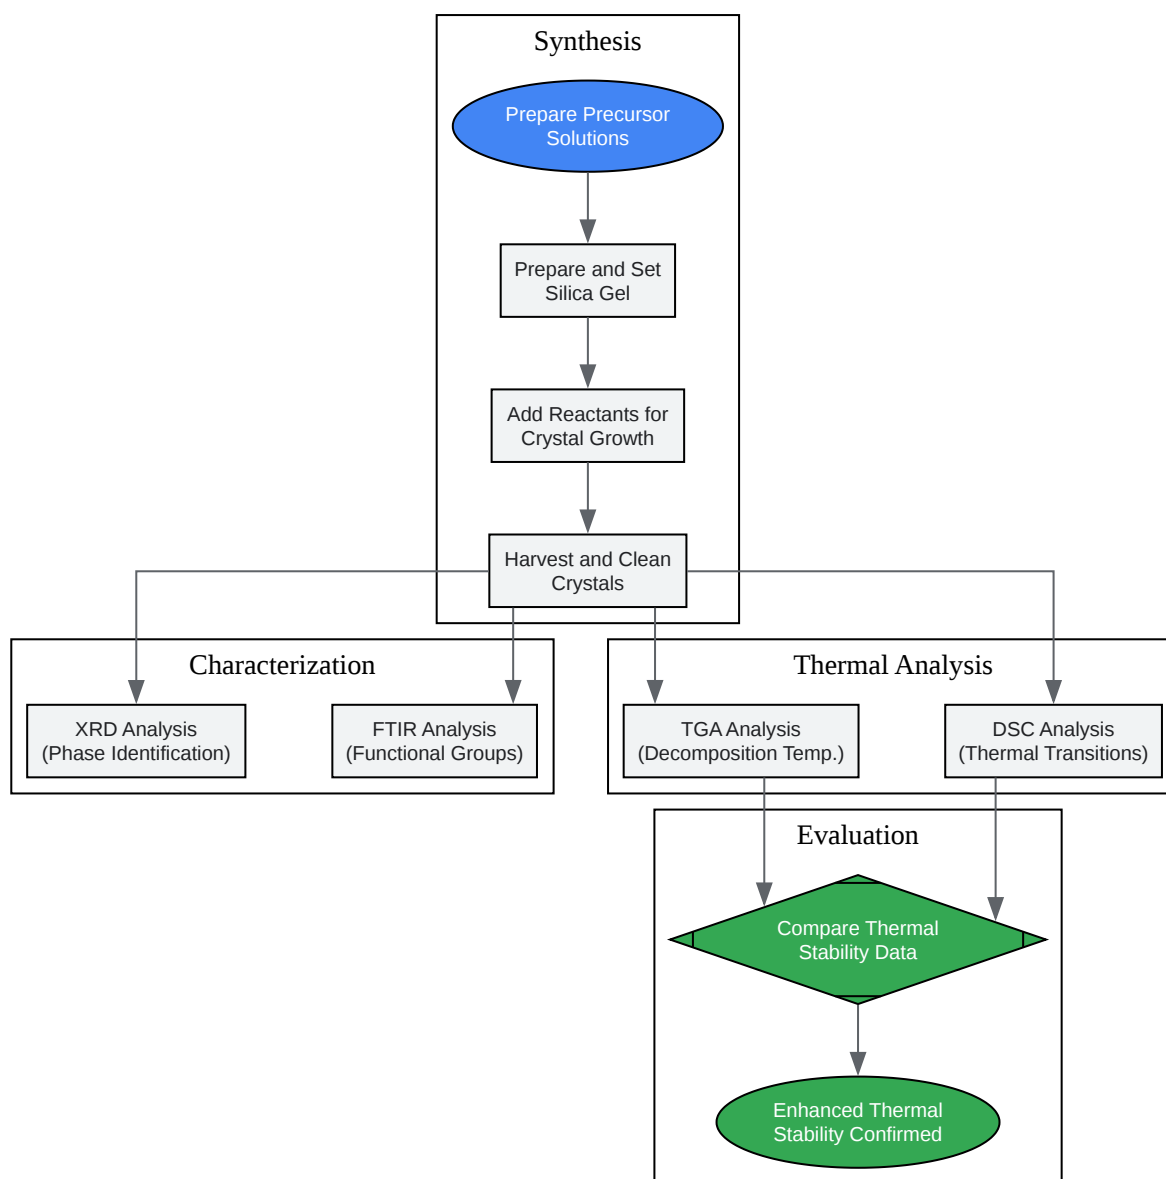 Synthesis
Prepare Precursor
Solutions
Prepare and Set
Silica Gel
Add Reactants for
Crystal Growth
Harvest and Clean
Crystals
Characterization
XRD Analysis
(Phase Identification)
FTIR Analysis
(Functional Groups)
Thermal Analysis
TGA Analysis
(Decomposition Temp.)
DSC Analysis
(Thermal Transitions)
Evaluation
Compare Thermal
Stability Data
Enhanced Thermal
Stability Confirmed